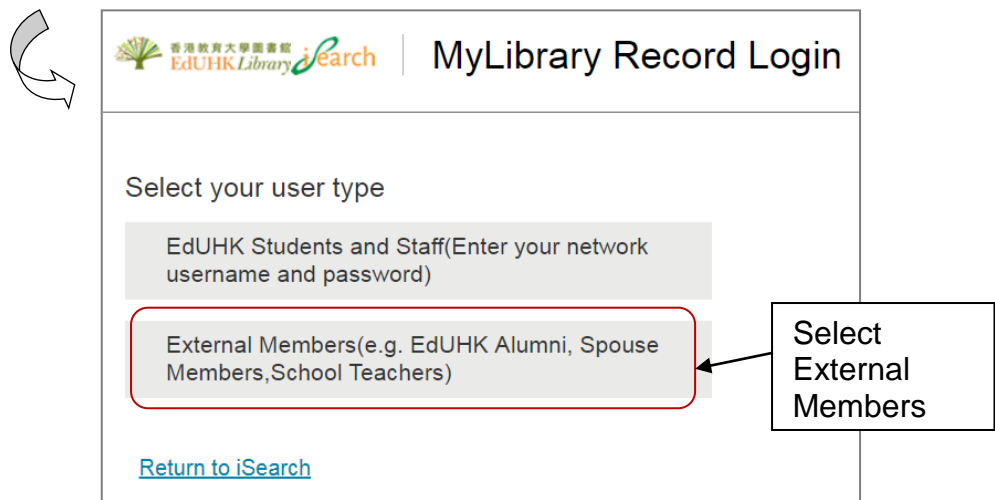 香港教育大學圖書館
EdUHK Library iSearch
MyLibrary Record Login
Select your user type
EdUHK Students and Staff(Enter your network
username and password)
External Members(e.g. EdUHK Alumni, Spouse
Members,School Teachers)
Select
External
Members
Return to iSearch